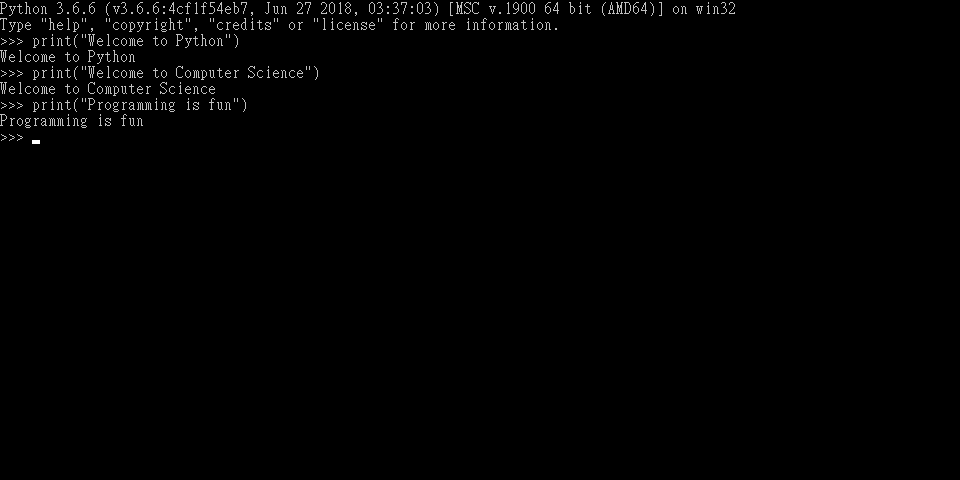 Python 3.6.6 (v3.6.6:4cf1f54eb7, Jun 27 2018, 03:37:03) [MSC v.1900 64 bit (AMD64)] on win32
Type "help", "copyright", "credits" or "license" for more information.
>>> print("Welcome to Python")
Welcome to Python
>>> print("Welcome to Computer Science")
Welcome to Computer Science
>>> print("Programming is fun")
Programming is fun
>>>